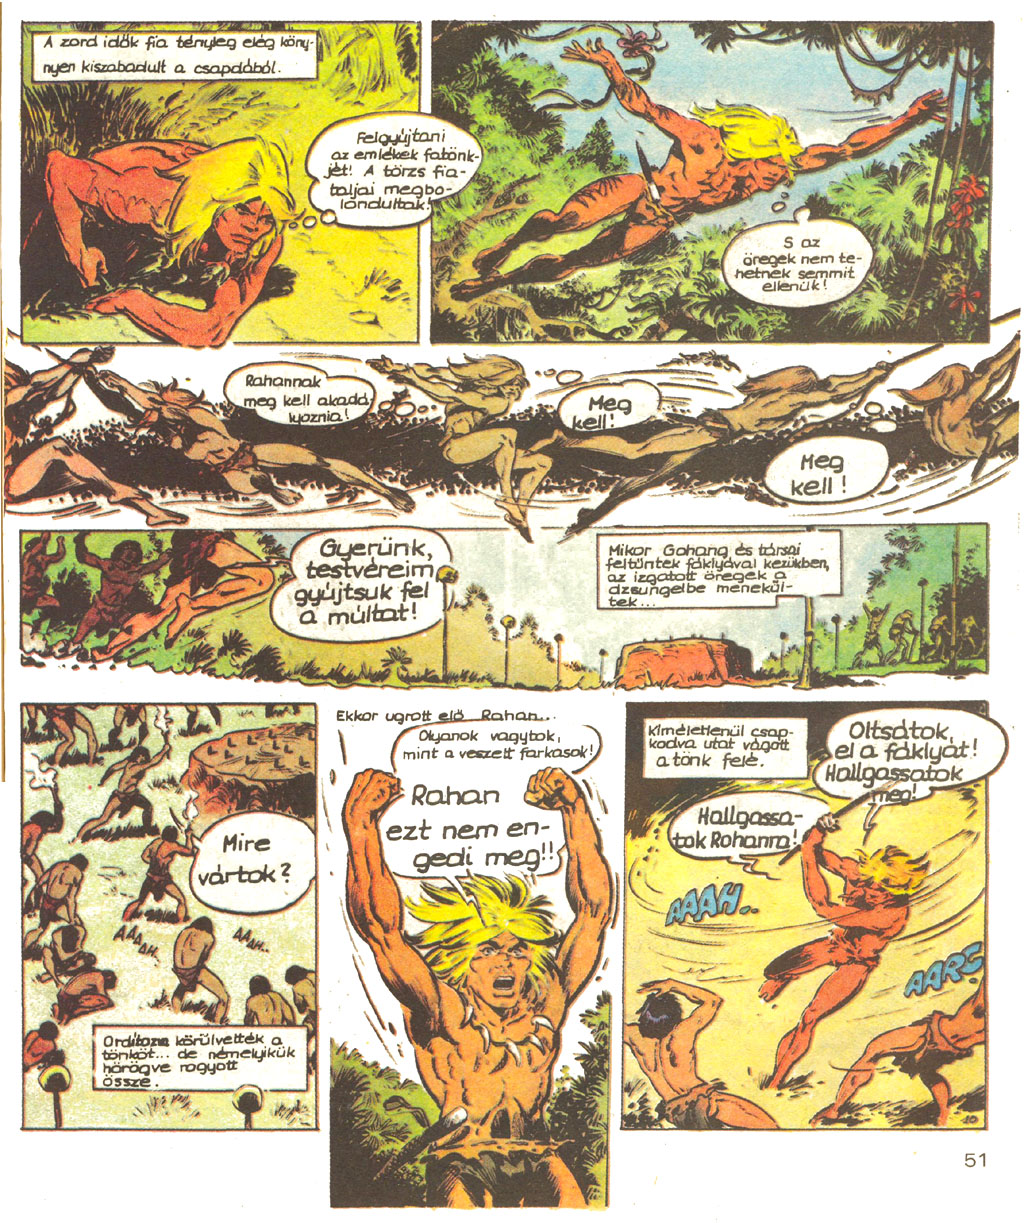 A zord idők fia tényleg elég köny-
nyen kiszabadult a csapdából.
Felgyújtani
az emlékek fatönk-
jét! A törzs fia-
taljai megbo-
londultak!
S az
öregek nem te-
hetnek semmit
ellenük!
Rahannak
meg kell akadá
lyoznia!
Meg
kell!
Meg
kell!
Gyerünk,
testvéreim
gyújtsuk fel
a múltat!
Mikor Gohang és társai
feltűntek fáklyával kezükben,
az izgatott öregek a
dzsungelbe menekül-
tek...
Mire
vártok?
AAAAH..
AAAH..
Ordítozva körülvették a
tönköt... de némelyikük
hörögve rogyott
össze.
Ekkor ugrott elő Rahan...
Olyanok vagytok,
mint a veszett farkasok!
Rahan
ezt nem en-
gedi meg!!
Kíméletlenül csap-
kodva utat vágott
a tönk felé.
Oltsátok,
el a fáklyát!
Hallgassatok
meg!
Hallgassa-
tok Rohanra!
AAAH..
AARG
10
51